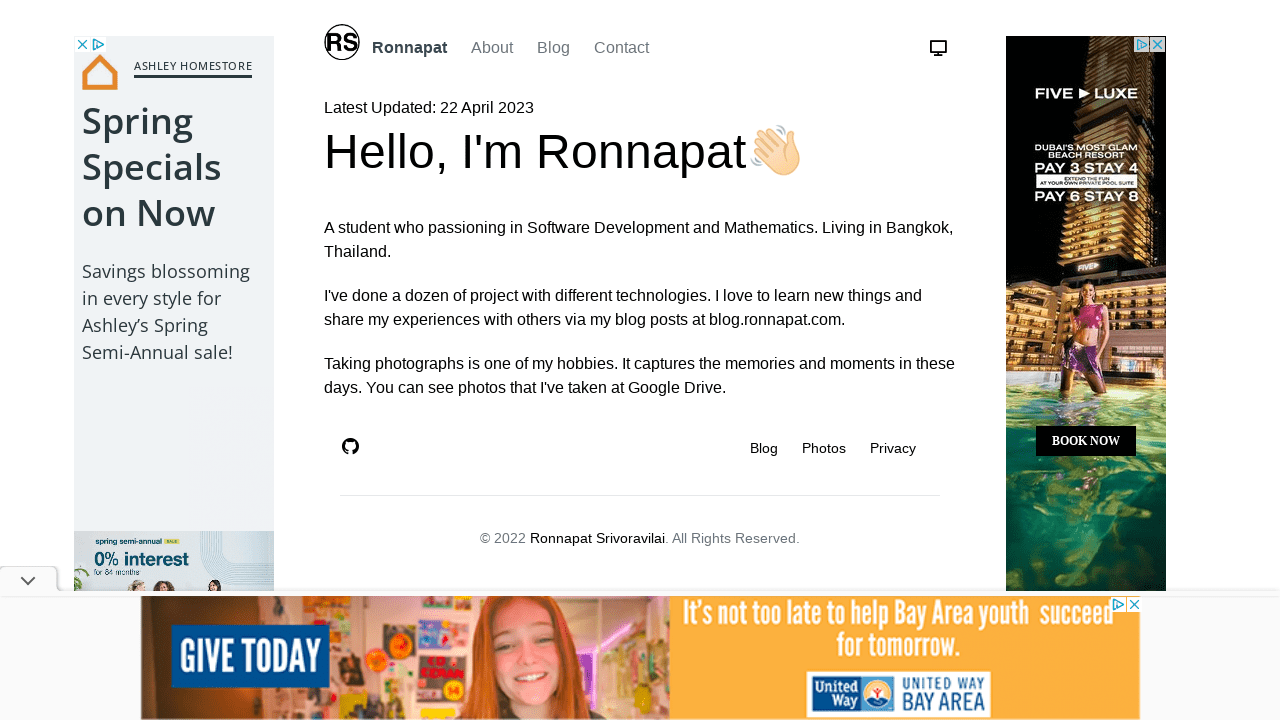 RS
Ronnapat
About
Blog
Contact
ASHLEY HOMESTORE
Spring
Specials
on Now
Savings blossoming
in every style for
Ashley’s Spring
Semi-Annual sale!
spring semi-annual SALE
0% interest
for 84 months
Latest Updated: 22 April 2023
Hello, I'm Ronnapat👋🏻
A student who passioning in Software Development and Mathematics. Living in Bangkok,
Thailand.
I've done a dozen of project with different technologies. I love to learn new things and
share my experiences with others via my blog posts at blog.ronnapat.com.
Taking photographs is one of my hobbies. It captures the memories and moments in these
days. You can see photos that I've taken at Google Drive.
Blog
Photos
Privacy
© 2022 Ronnapat Srivoravilai. All Rights Reserved.
FIVE LUXE
DUBAI'S MOST GLAM
BEACH RESORT
PAY 3 STAY 4
EXTEND THE FUN
AT YOUR OWN PRIVATE POOL SUITE
PAY 6 STAY 8
FIVE
BOOK NOW
GIVE TODAY
It's not too late to help Bay Area youth succeed
for tomorrow.
United
Way
UNITED WAY
BAY AREA